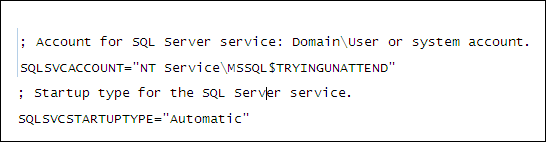 ; Account for SQL Server service: Domain\User or system account.
SQLSVCACCOUNT="NT Service\MSSQL$TRYINGUNATTEND"
; Startup type for the SQL Server service.
SQLSVCSTARTUPTYPE="Automatic"